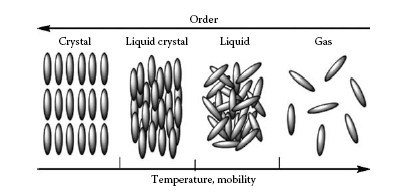 Order
Crystal
Liquid crystal
Liquid
Gas
Temperature, mobility